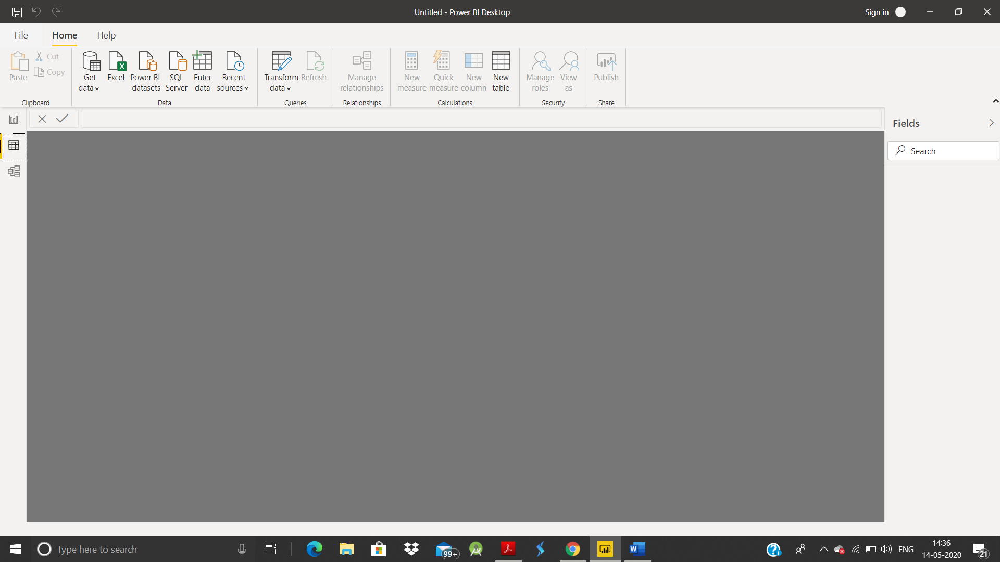 Untitled - Power BI Desktop
Sign in
File Home Help
Paste
Cut
Copy
Clipboard
Get data
Excel
Power BI datasets
SQL Server
Enter data
Recent sources
Data
Transform data
Refresh
Queries
Manage relationships
Relationships
New measure
Quick measure
New column
New table
Calculations
Manage roles
View as
Security
Publish
Share
Fields
Search
Type here to search
99+
W
ENG
14:36
14-05-2020
21